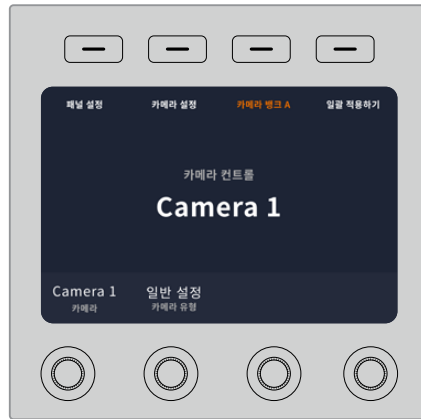 패널 설정 카메라 설정 카메라 뱅크 A 일괄 적용하기
카메라 컨트롤
Camera 1
Camera 1 일반 설정
카메라 카메라 유형